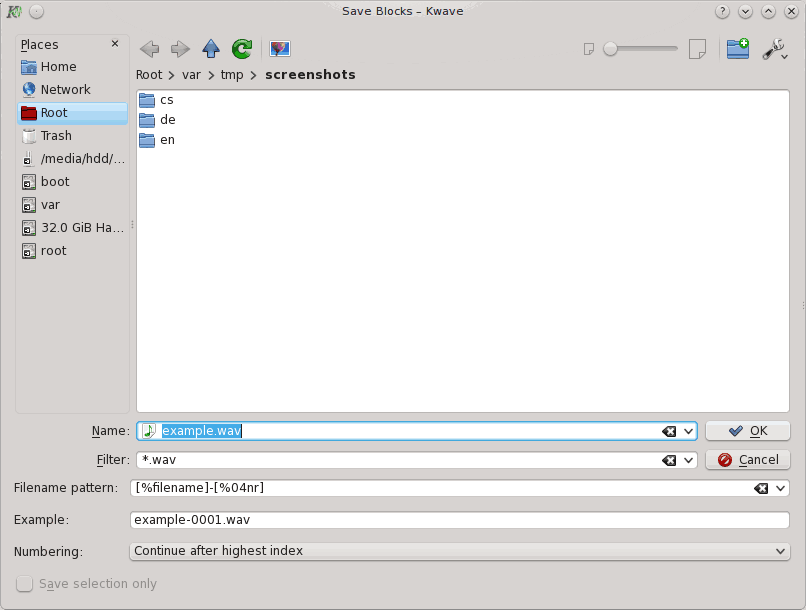 Save Blocks – Kwave
Places
Home
Network
Root
Trash
/media/hdd/...
boot
var
32.0 GiB Ha...
root
Root > var > tmp > screenshots
cs
de
en
Name: example.wav
OK
Filter: *.wav
Cancel
Filename pattern: [%filename]-[%04nr]
Example: example-0001.wav
Numbering: Continue after highest index
Save selection only